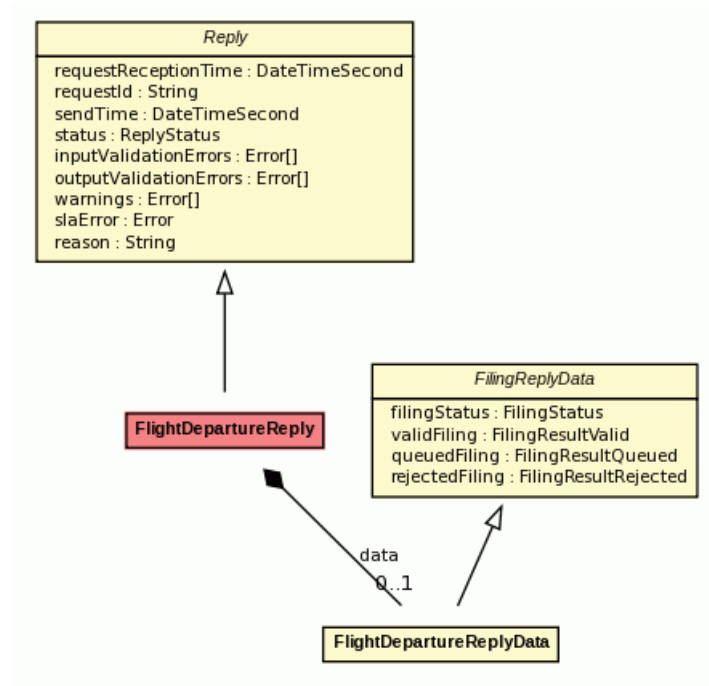 Reply
requestReceptionTime : DateTimeSecond
requestId : String
sendTime : DateTimeSecond
status : ReplyStatus
inputValidationErrors : Error[]
outputValidationErrors : Error[]
warnings : Error[]
slaError : Error
reason : String
FilingReplyData
filingStatus : FilingStatus
validFiling : FilingResultValid
queuedFiling : FilingResultQueued
rejectedFiling : FilingResultRejected
FlightDepartureReply
data
0..1
FlightDepartureReplyData